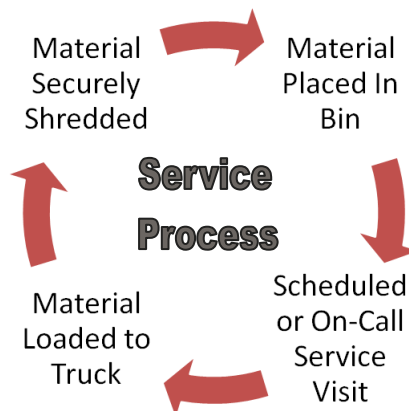 Material
Securely
Shredded
Material
Placed In
Bin
Service
Process
Scheduled
or On-Call
Service
Visit
Material
Loaded to
Truck